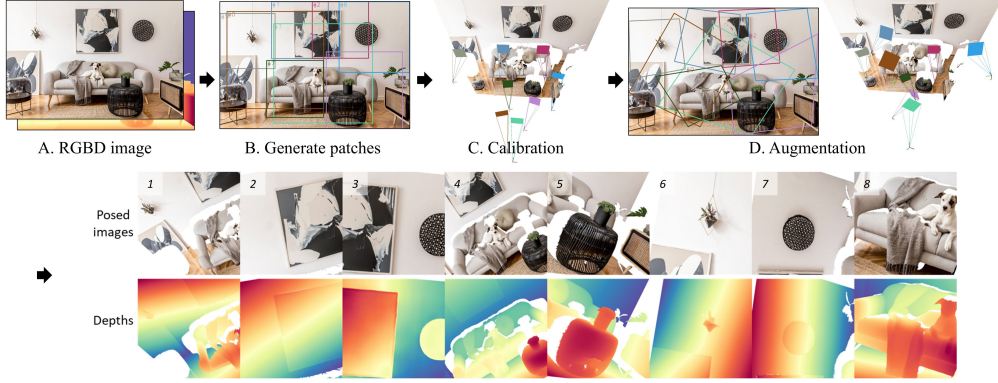 A. RGBD image
B. Generate patches
C. Calibration
D. Augmentation
Posed
images
1
2
3
4
5
6
7
8
Depths